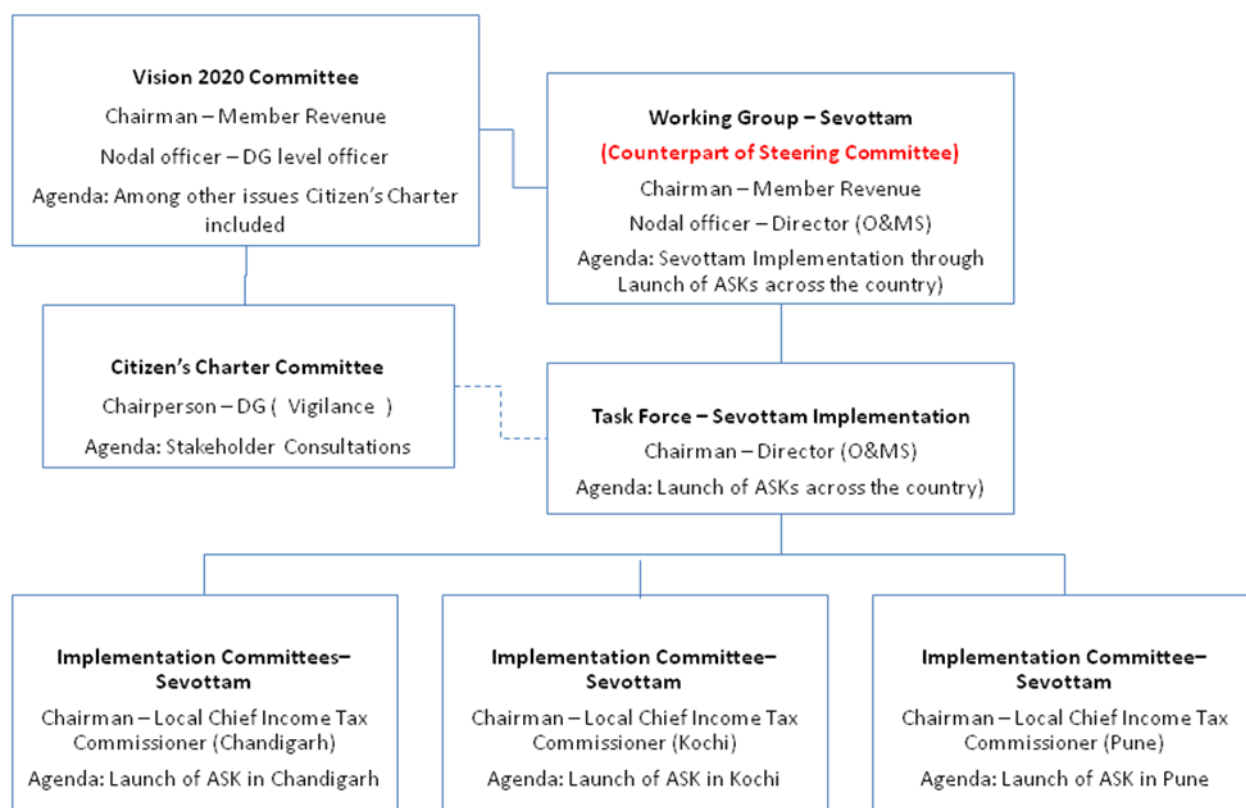 Vision 2020 Committee
Chairman – Member Revenue
Nodal officer – DG level officer
Agenda: Among other issues Citizen's Charter
included
Working Group – Sevottam
(Counterpart of Steering Committee)
Chairman – Member Revenue
Nodal officer – Director (O&MS)
Agenda: Sevottam Implementation through
Launch of ASKs across the country)
Citizen's Charter Committee
Chairperson – DG ( Vigilance )
Agenda: Stakeholder Consultations
Task Force – Sevottam Implementation
Chairman – Director (O&MS)
Agenda: Launch of ASKs across the country)
Implementation Committees–
Sevottam
Chairman – Local Chief Income Tax
Commissioner (Chandigarh)
Agenda: Launch of ASK in Chandigarh
Implementation Committee–
Sevottam
Chairman – Local Chief Income Tax
Commissioner (Kochi)
Agenda: Launch of ASK in Kochi
Implementation Committee–
Sevottam
Chairman – Local Chief Income Tax
Commissioner (Pune)
Agenda: Launch of ASK in Pune